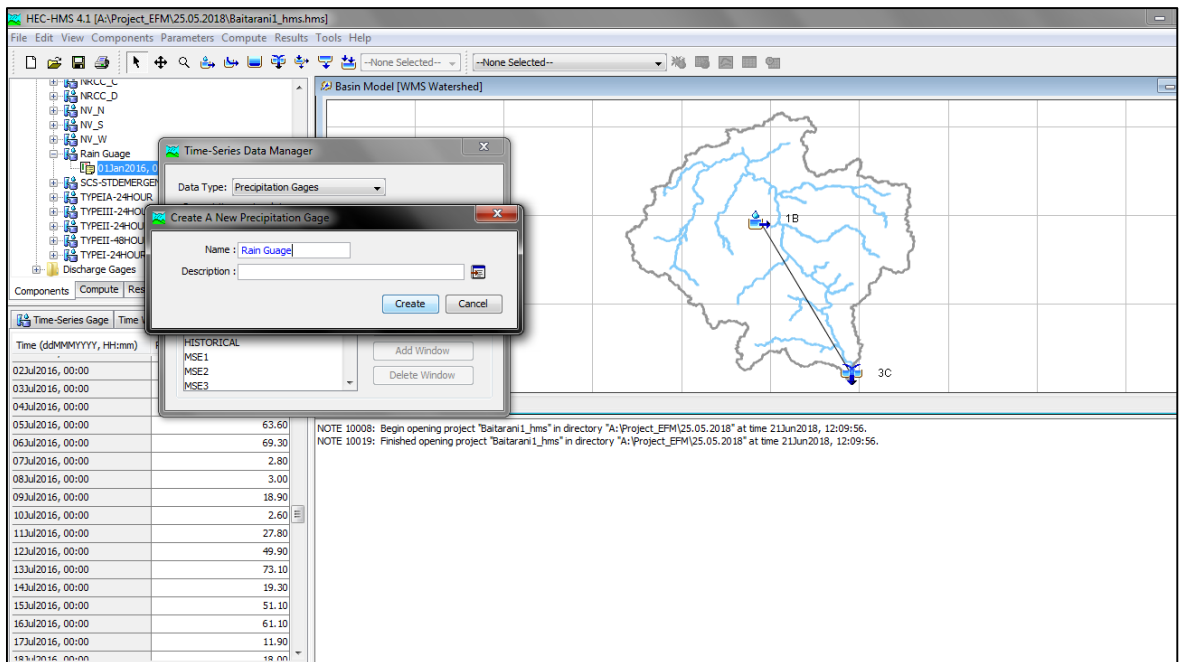 HEC-HMS 4.1 [A:\Project_EFM\25.05.2018\Baitarani1_hms.hms]
File Edit View Components Parameters Compute Results Tools Help
--None Selected-- --None Selected--
NRCC_C
NRCC_D
NV_N
NV_S
NV_W
Rain Guage
01Jan2016, 0
SCS-STDEMERGEN
TYPEIA-24HOUR
TYPEIII-24HOU
TYPEII-24HOU
TYPEII-48HOU
TYPEI-24HOUR
Discharge Gages
Components Compute Res
Time-Series Gage Time W
Time (ddMMMYYYY, HH:mm)
02Jul2016, 00:00
03Jul2016, 00:00
04Jul2016, 00:00
05Jul2016, 00:00 63.60
06Jul2016, 00:00 69.30
07Jul2016, 00:00 2.80
08Jul2016, 00:00 3.00
09Jul2016, 00:00 18.90
10Jul2016, 00:00 2.60
11Jul2016, 00:00 27.80
12Jul2016, 00:00 49.90
13Jul2016, 00:00 73.10
14Jul2016, 00:00 19.30
15Jul2016, 00:00 51.10
16Jul2016, 00:00 61.10
17Jul2016, 00:00 11.90
18Jul2016, 00:00 18.00
Time-Series Data Manager
Data Type: Precipitation Gages
Create A New Precipitation Gage
Name : Rain Guage
Description :
Create Cancel
HISTORICAL
MSE1
MSE2
MSE3
Add Window
Delete Window
Basin Model [WMS Watershed]
1B
3C
NOTE 10008: Begin opening project "Baitarani1_hms" in directory "A:\Project_EFM\25.05.2018" at time 21Jun2018, 12:09:56.
NOTE 10019: Finished opening project "Baitarani1_hms" in directory "A:\Project_EFM\25.05.2018" at time 21Jun2018, 12:09:56.